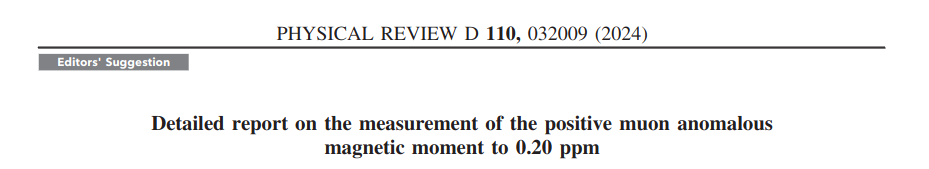 PHYSICAL REVIEW D 110, 032009 (2024)
Editors' Suggestion
Detailed report on the measurement of the positive muon anomalous
magnetic moment to 0.20 ppm